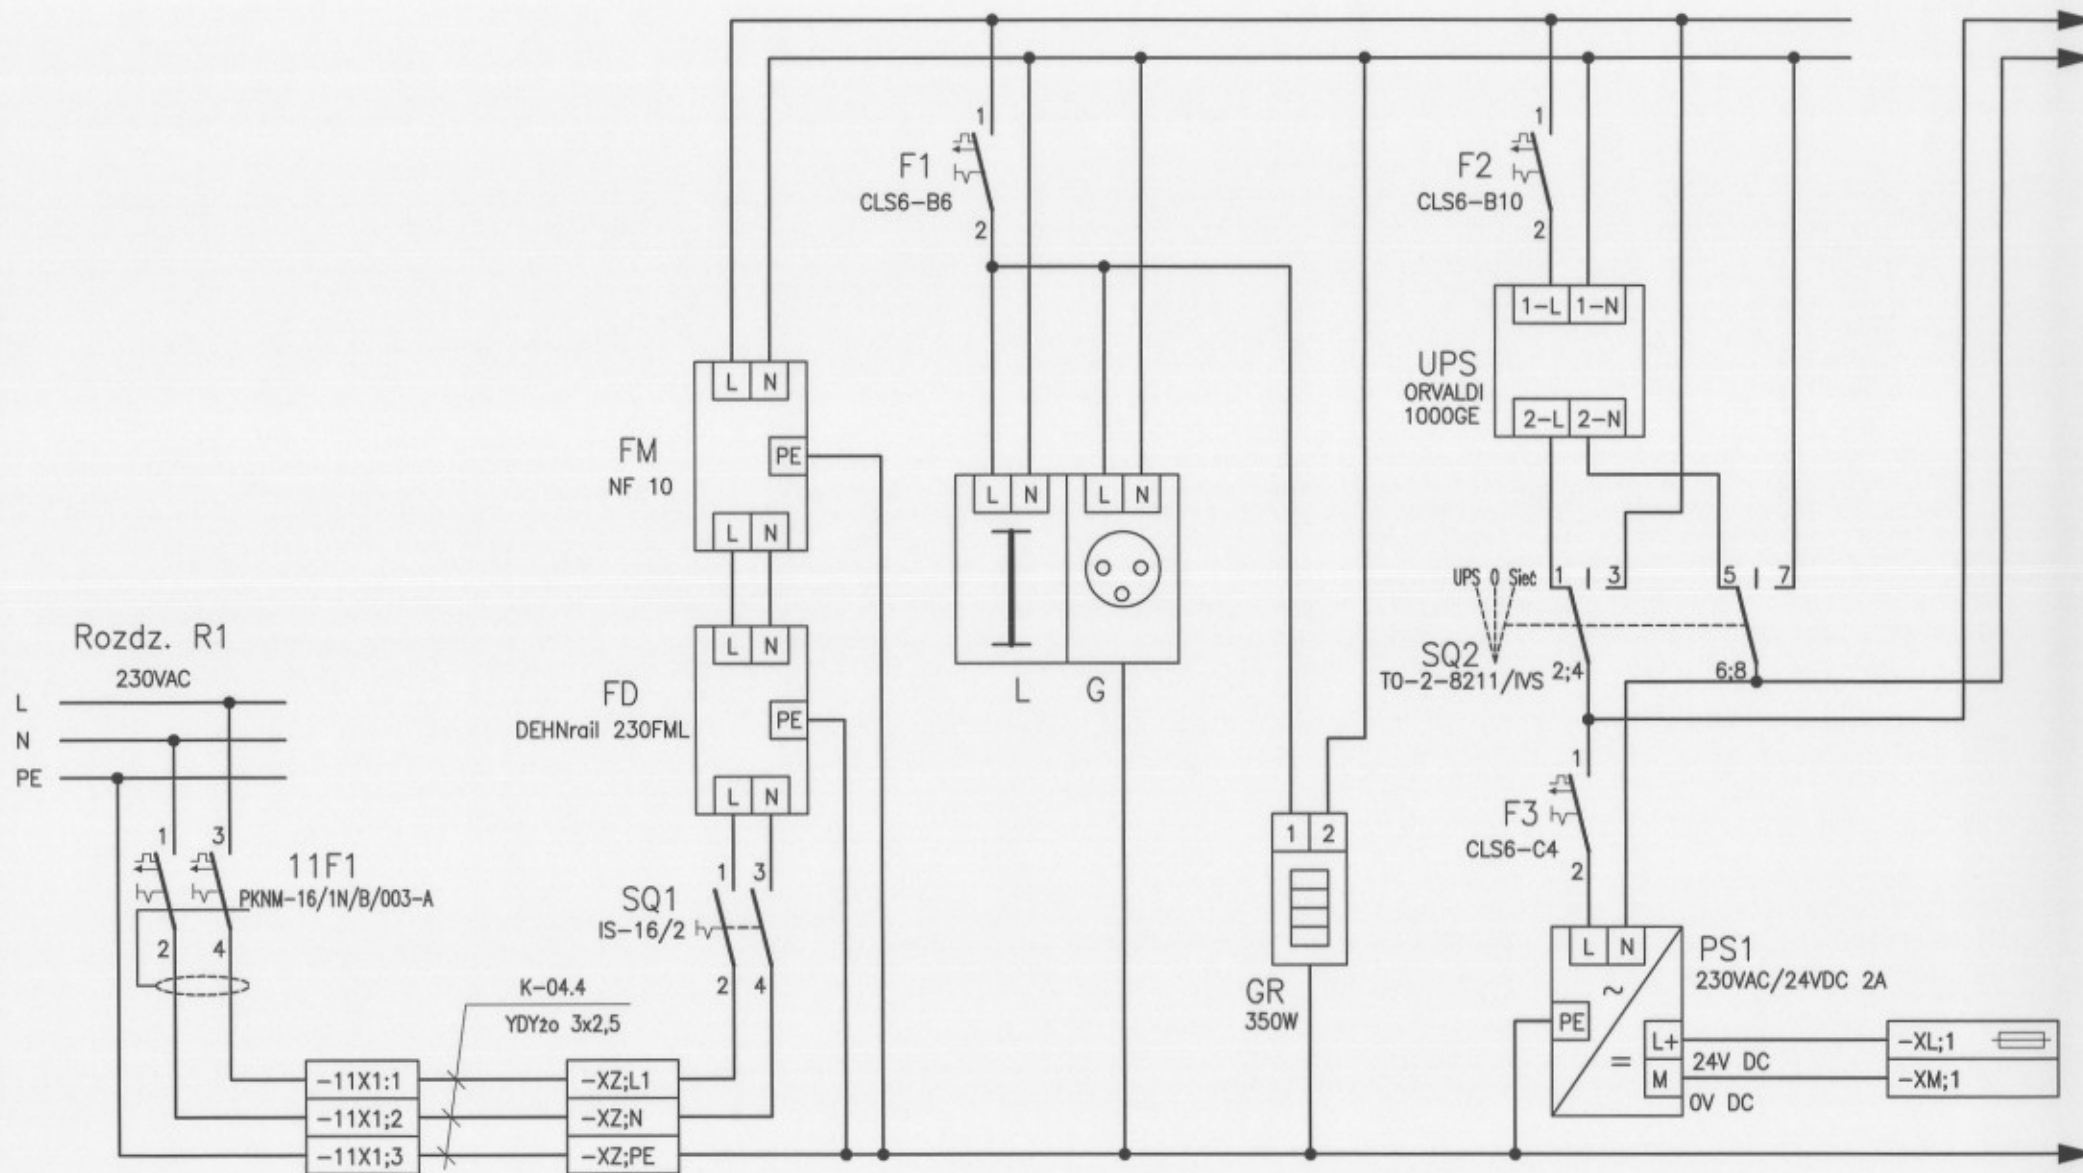 1
F1
CLS6-B6
2
1
F2
CLS6-B10
2
1-L 1-N
UPS
ORVALDI
1000GE
2-L 2-N
L N
FM
NF 10
PE
L N
L N
L N
L G
UPS 0 Sieć
1 3
5 7
SQ2
TO-2-8211/IVS
2;4
6;8
Rozdz. R1
230VAC
L
N
PE
L N
FD
DEHNrail 230FML
PE
L N
1
F3
CLS6-C4
2
1 2
GR
350W
1 3
11F1
PKNM-16/1N/B/003-A
2 4
1 3
SQ1
IS-16/2
2 4
K-04.4
YDYżo 3x2,5
L N
PS1
230VAC/24VDC 2A
~
PE
=
L+
24V DC
M
0V DC
-XL;1
-XM;1
-11X1:1
-XZ;L1
-11X1;2
-XZ;N
-11X1;3
-XZ;PE